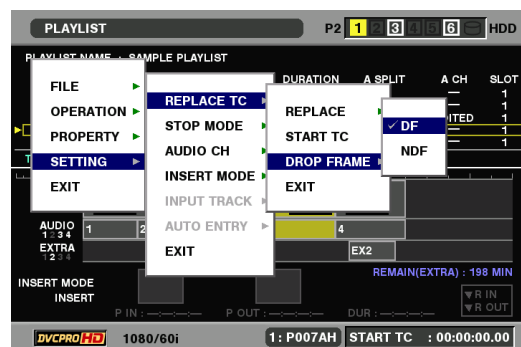 PLAYLIST P2 1 2 3 4 5 6 HDD
PLAYLIST NAME : SAMPLE PLAYLIST
DURATION A SPLIT A CH SLOT
1
1
1
1
FILE
OPERATION
PROPERTY
SETTING
EXIT
REPLACE TC
STOP MODE
AUDIO CH
INSERT MODE
INPUT TRACK
AUTO ENTRY
EXIT
REPLACE
START TC
DROP FRAME
EXIT
✓ DF
NDF
AUDIO 1 2 4
1 2 3 4
EXTRA EX2
1 2 3 4
REMAIN(EXTRA) : 198 MIN
INSERT MODE
INSERT
▼R IN
▼R OUT
P IN : --:--:--:-- P OUT : --:--:--:-- DUR : --:--:--:--
DVCPRO HD 1080/60i 1 : P007AH START TC : 00:00:00.00